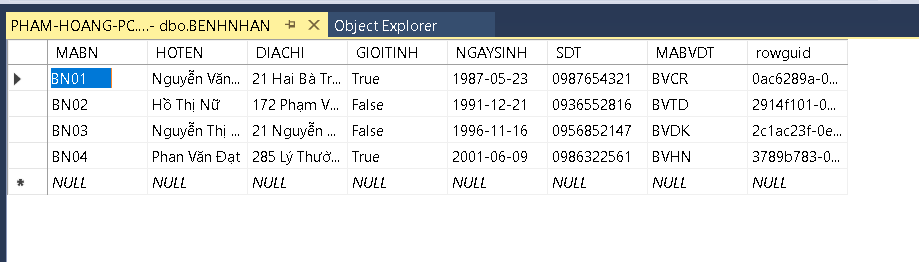 PHAM-HOANG-PC....- dbo.BENHNHAN Object Explorer
MABN HOTEN DIACHI GIOITINH NGAYSINH SDT MABVDT rowguid
BN01 Nguyễn Văn... 21 Hai Bà Tr... True 1987-05-23 0987654321 BVCR 0ac6289a-0...
BN02 Hồ Thị Nữ 172 Phạm V... False 1991-12-21 0936552816 BVTD 2914f101-0...
BN03 Nguyễn Thị ... 21 Nguyễn ... False 1996-11-16 0956852147 BVDK 2c1ac23f-0e...
BN04 Phan Văn Đạt 285 Lý Thườ... True 2001-06-09 0986322561 BVHN 3789b783-0...
NULL NULL NULL NULL NULL NULL NULL NULL